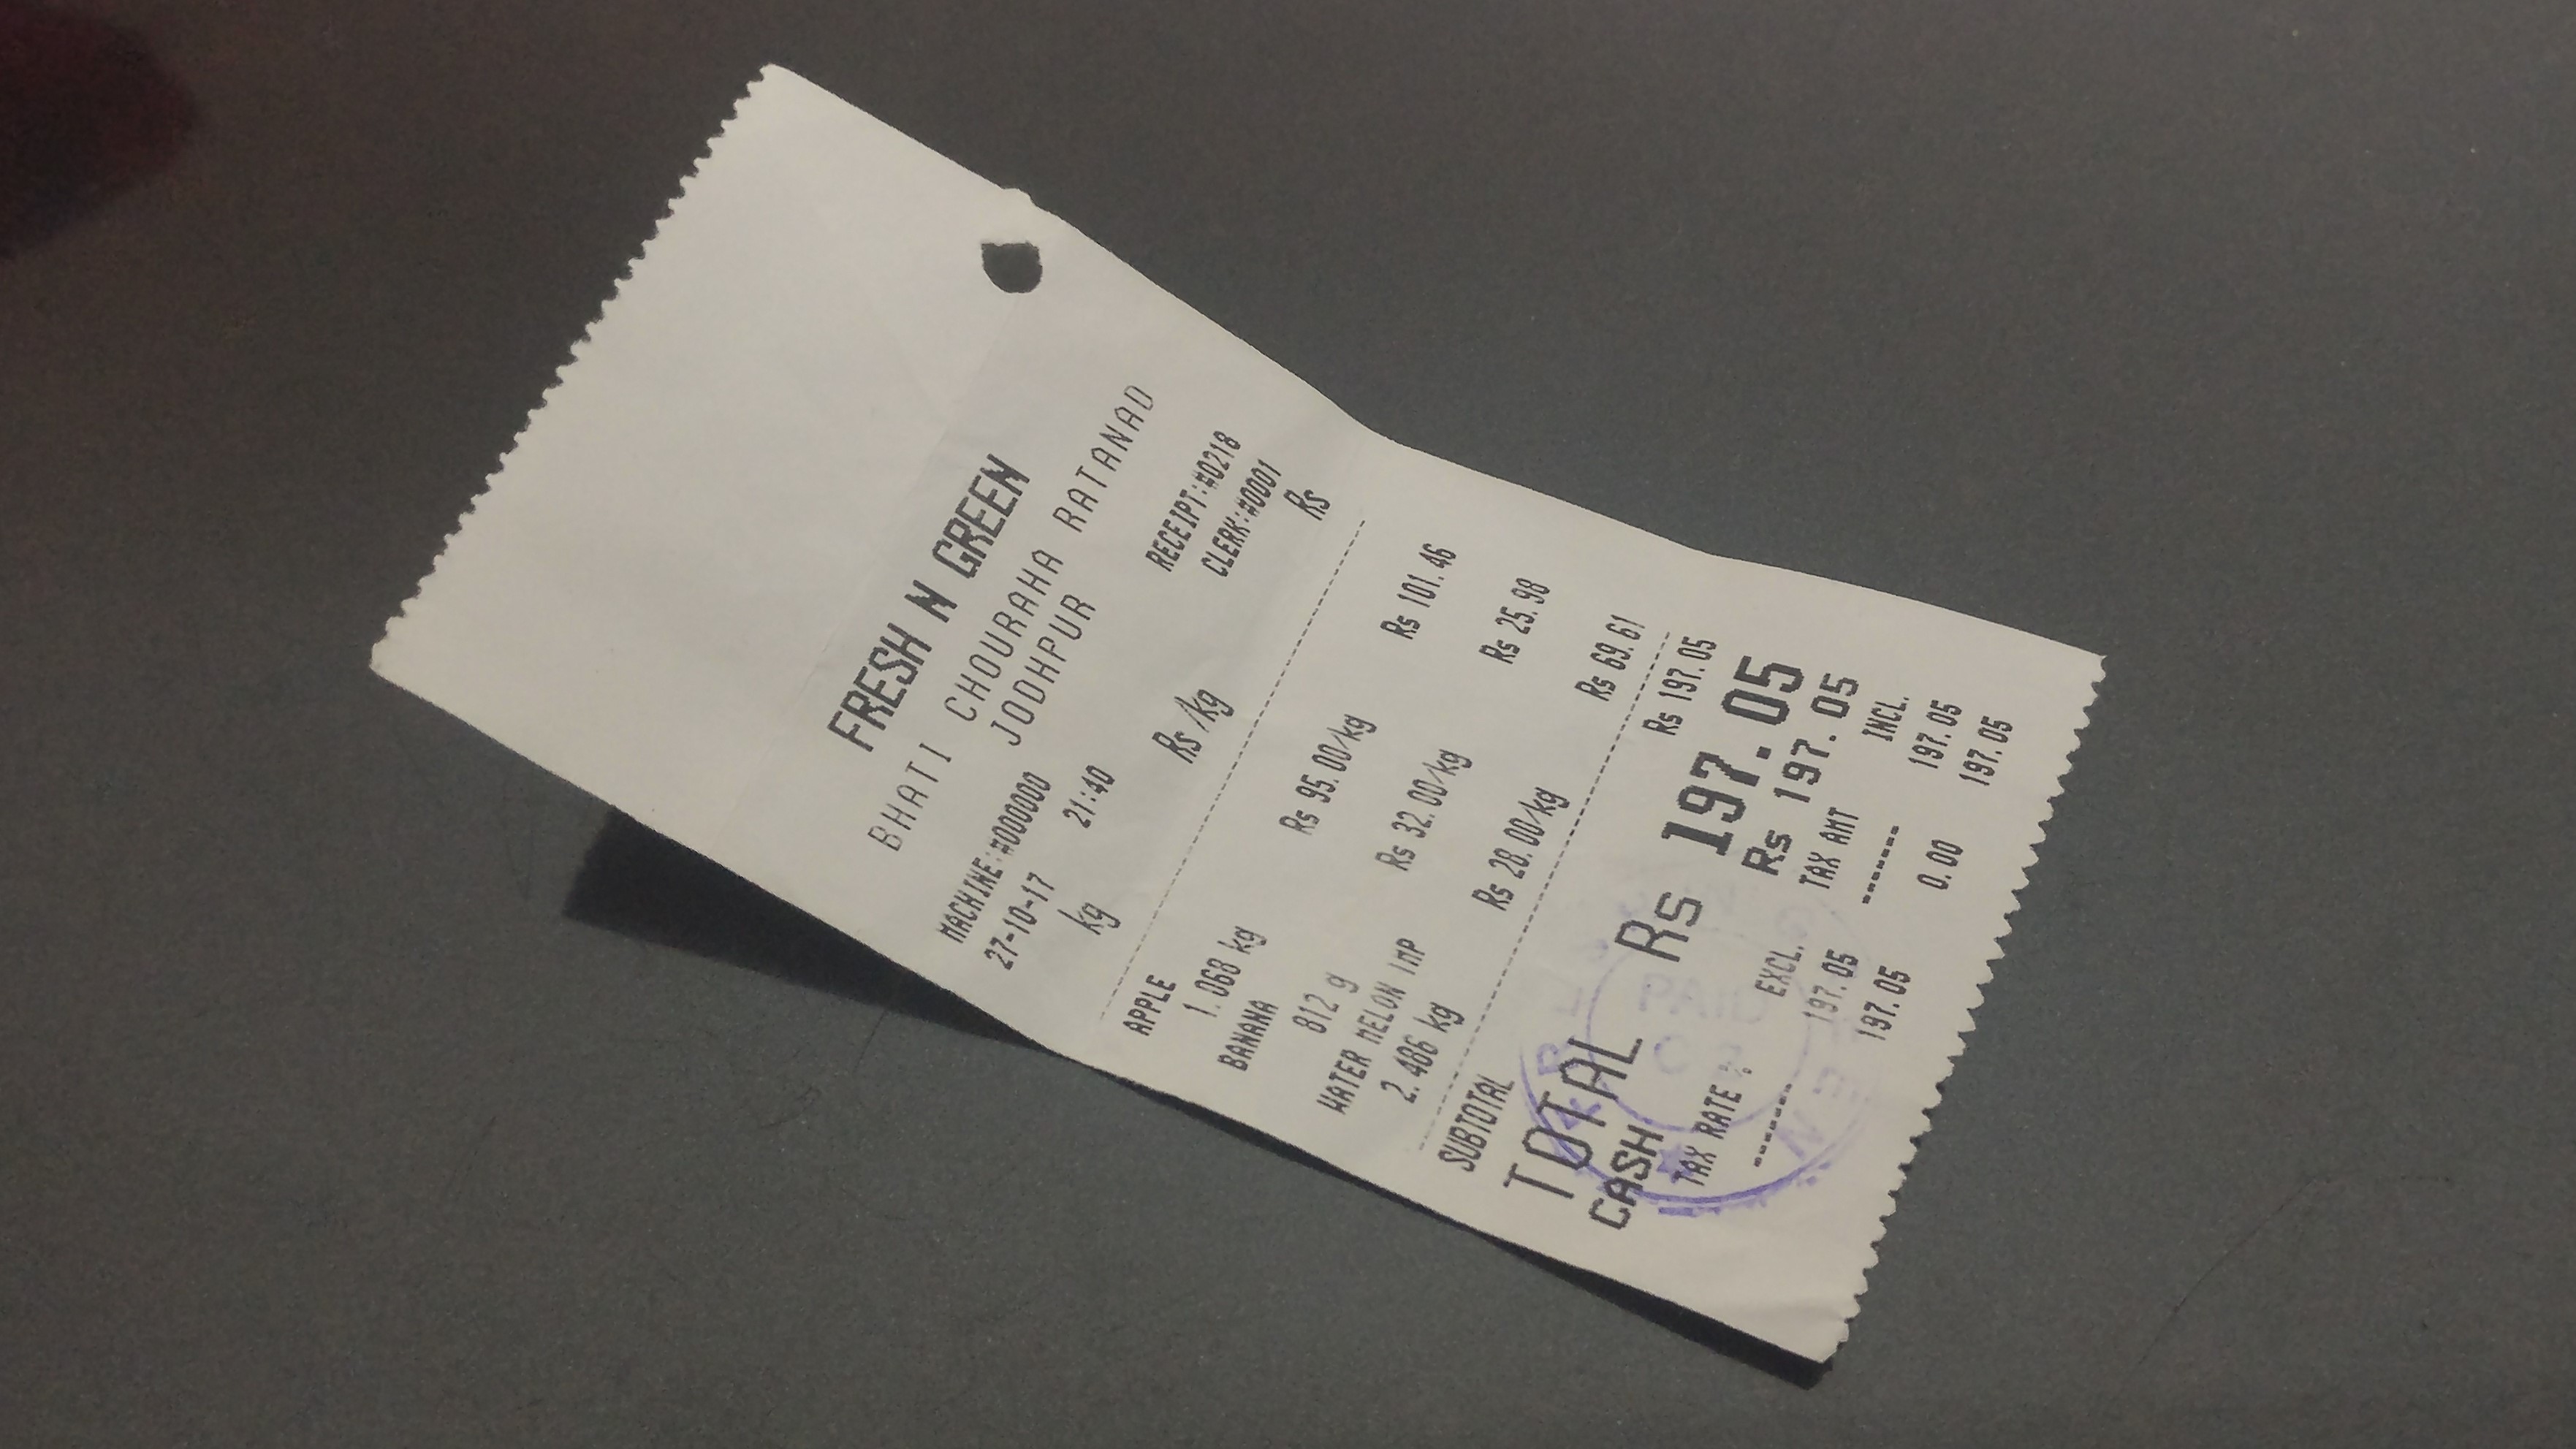 FRESH N GREEN
BHATI CHOURAHA RATANAD
JODHPUR
MACHINE:#000000 RECEIPT:#0218
27-10-17 21:40 CLERK:#0001
kg Rs/kg Rs
APPLE
1.068 kg Rs 95.00/kg Rs 101.46
BANANA
812 g Rs 32.00/kg Rs 25.98
WATER MELON IMP
2.486 kg Rs 28.00/kg Rs 69.61
SUBTOTAL Rs 197.05
TOTAL Rs 197.05
CASH Rs 197.05
TAX RATE % EXCL. TAX AMT INCL.
------ 197.05 ------ 197.05
197.05 0.00 197.05
PAID